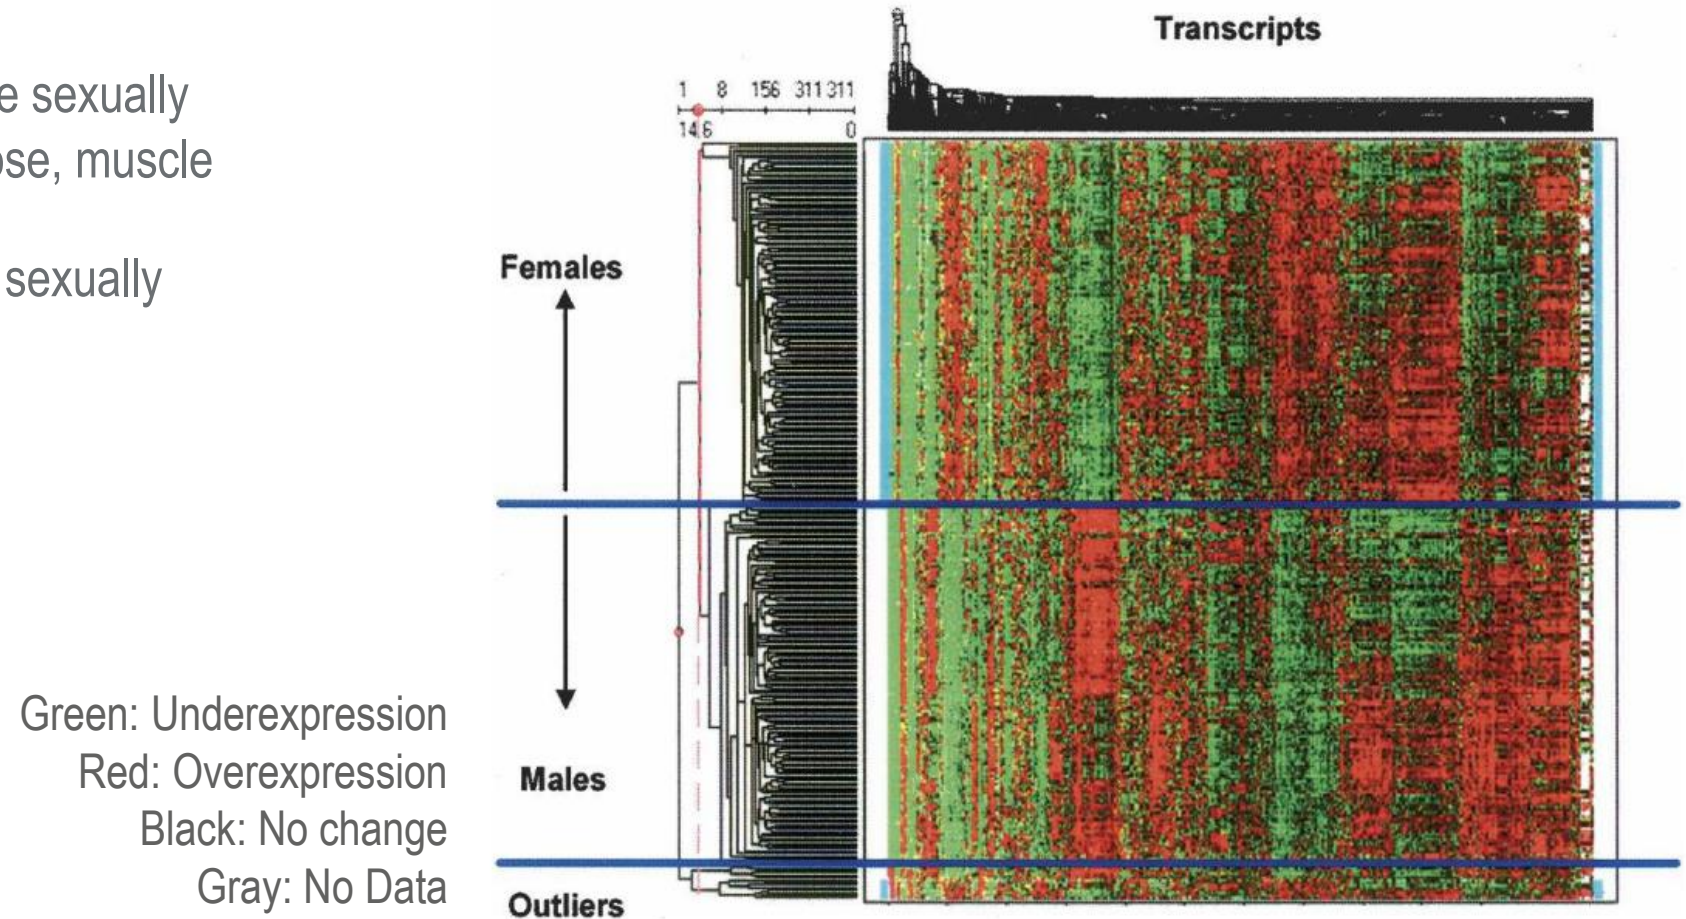 Transcripts
e sexually
ose, muscle
sexually
1 8 156 311 311
14.6 0
Females
Males
Outliers
Green: Underexpression
Red: Overexpression
Black: No change
Gray: No Data